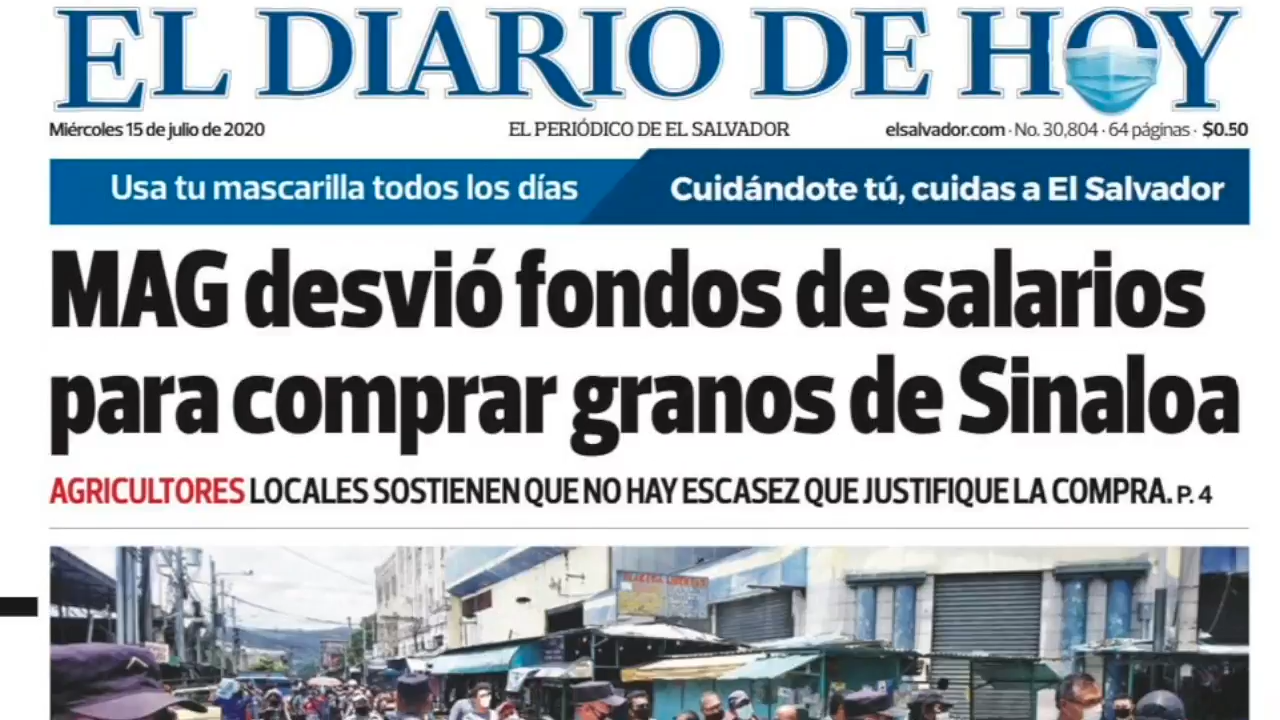 EL DIARIO DE HOY
Miércoles 15 de julio de 2020
EL PERIÓDICO DE EL SALVADOR
elsalvador.com · No. 30,804 · 64 páginas · $0.50
Usa tu mascarilla todos los días
Cuidándote tú, cuidas a El Salvador
MAG desvió fondos de salarios
para comprar granos de Sinaloa
AGRICULTORES LOCALES SOSTIENEN QUE NO HAY ESCASEZ QUE JUSTIFIQUE LA COMPRA. P. 4